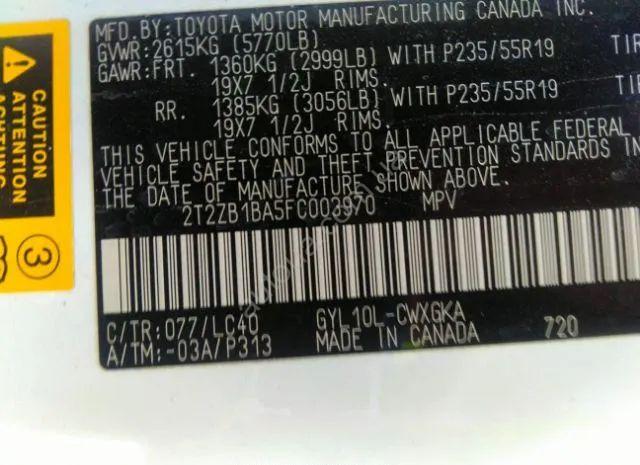 MFD.BY: TOYOTA MOTOR MANUFACTURING CANADA INC.
GVWR: 2615KG (5770LB)
GAWR: FRT. 1360KG (2999LB) WITH P235/55R19 TIR
19X7 1/2J RIMS.
RR. 1385KG (3056LB) WITH P235/55R19 TIR
19X7 1/2J RIMS.
THIS VEHICLE CONFORMS TO ALL APPLICABLE FEDERAL
VEHICLE SAFETY AND THEFT PREVENTION STANDARDS IN
THE DATE OF MANUFACTURE SHOWN ABOVE.
2T2ZB1BA5FC003970 MPV
C/TR: 077/LC40 GYL10L-CWXGKA
A/TM: -03A/P313 MADE IN CANADA 720
CAUTION
ATTENTION
ACHTUNG
3